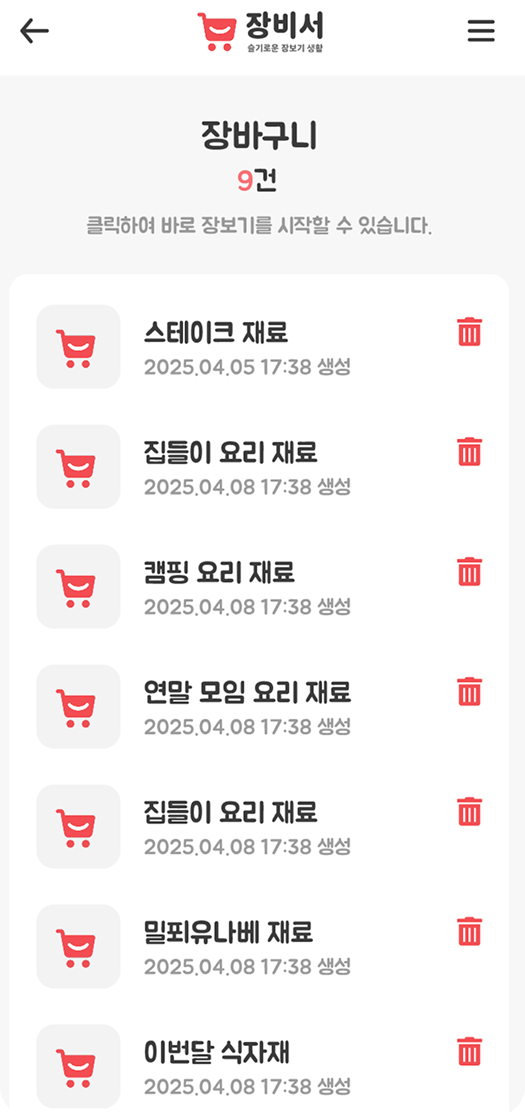 장비서
슬기로운 장보기 생활
장바구니
9건
클릭하여 바로 장보기를 시작할 수 있습니다.
스테이크 재료
2025.04.05 17:38 생성
집들이 요리 재료
2025.04.08 17:38 생성
캠핑 요리 재료
2025.04.08 17:38 생성
연말 모임 요리 재료
2025.04.08 17:38 생성
집들이 요리 재료
2025.04.08 17:38 생성
밀푀유나베 재료
2025.04.08 17:38 생성
이번달 식자재
2025.04.08 17:38 생성